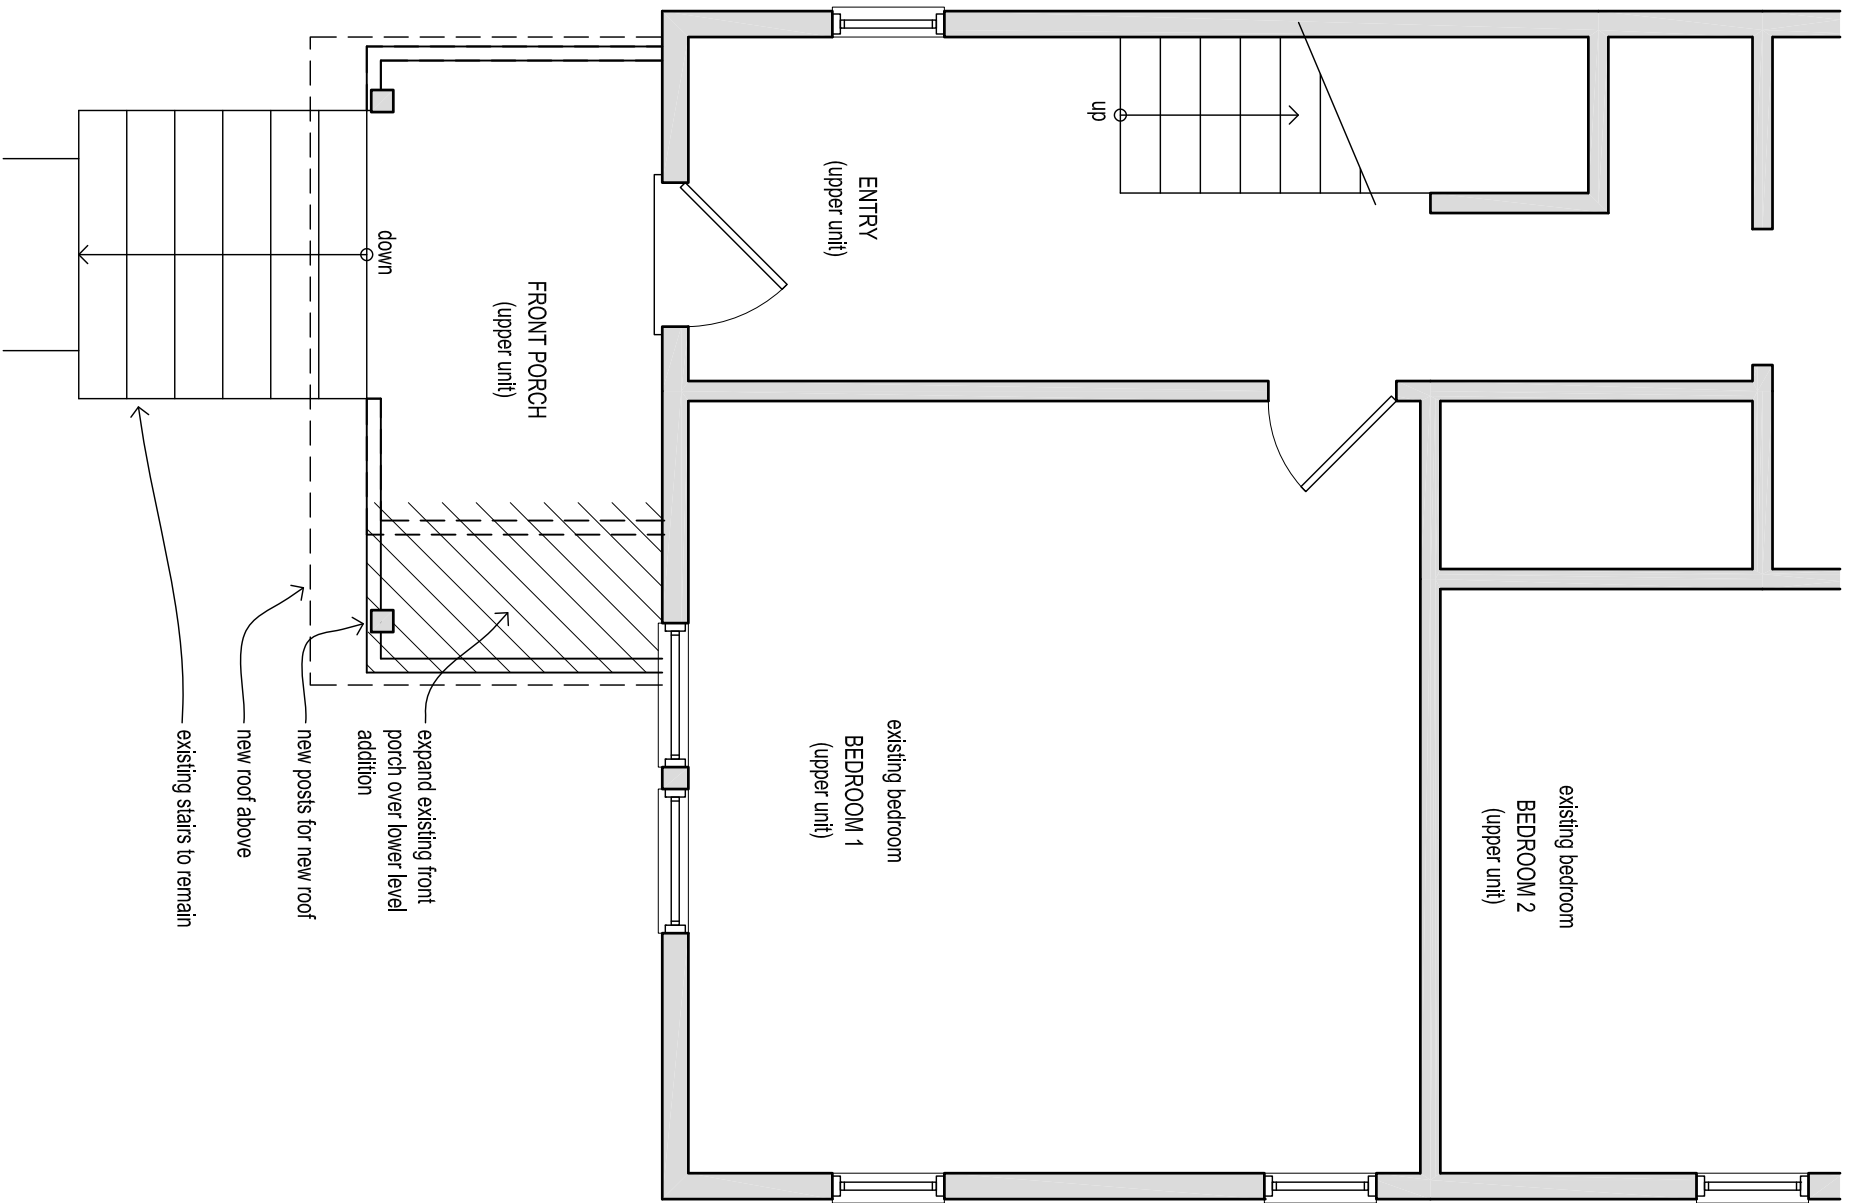 up
ENTRY
(upper unit)
down
FRONT PORCH
(upper unit)
existing bedroom
BEDROOM 1
(upper unit)
existing bedroom
BEDROOM 2
(upper unit)
expand existing front
porch over lower level
addition
new posts for new roof
new roof above
existing stairs to remain